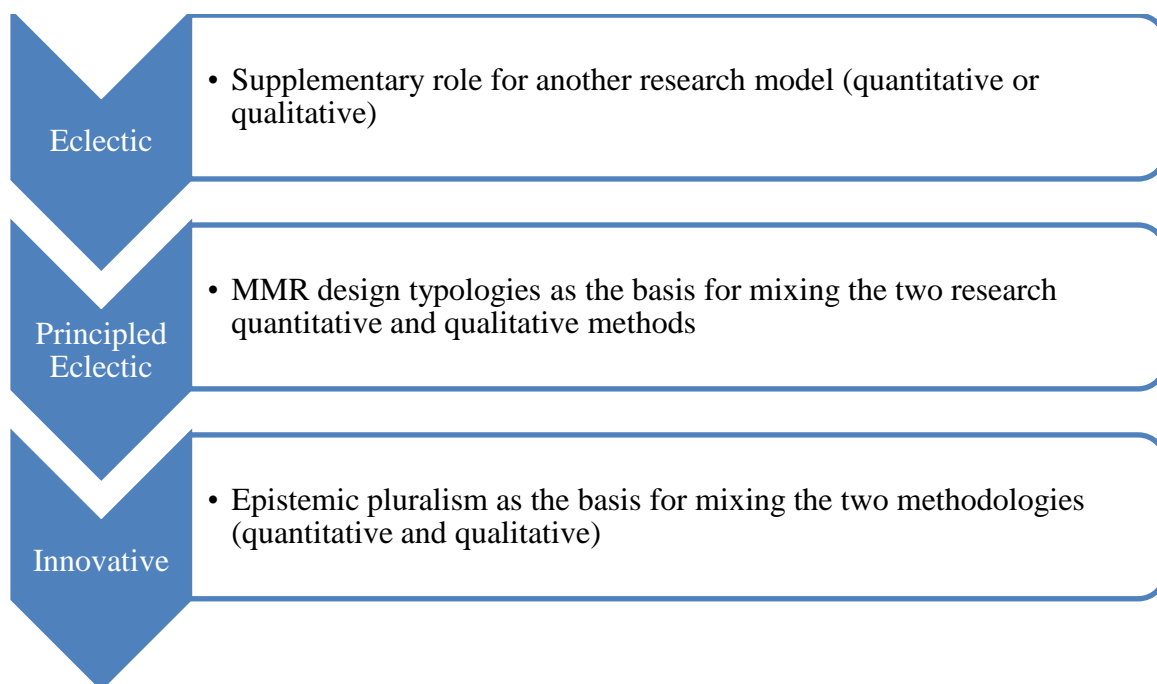 Eclectic
• Supplementary role for another research model (quantitative or
qualitative)
Principled
Eclectic
• MMR design typologies as the basis for mixing the two research
quantitative and qualitative methods
Innovative
• Epistemic pluralism as the basis for mixing the two methodologies
(quantitative and qualitative)